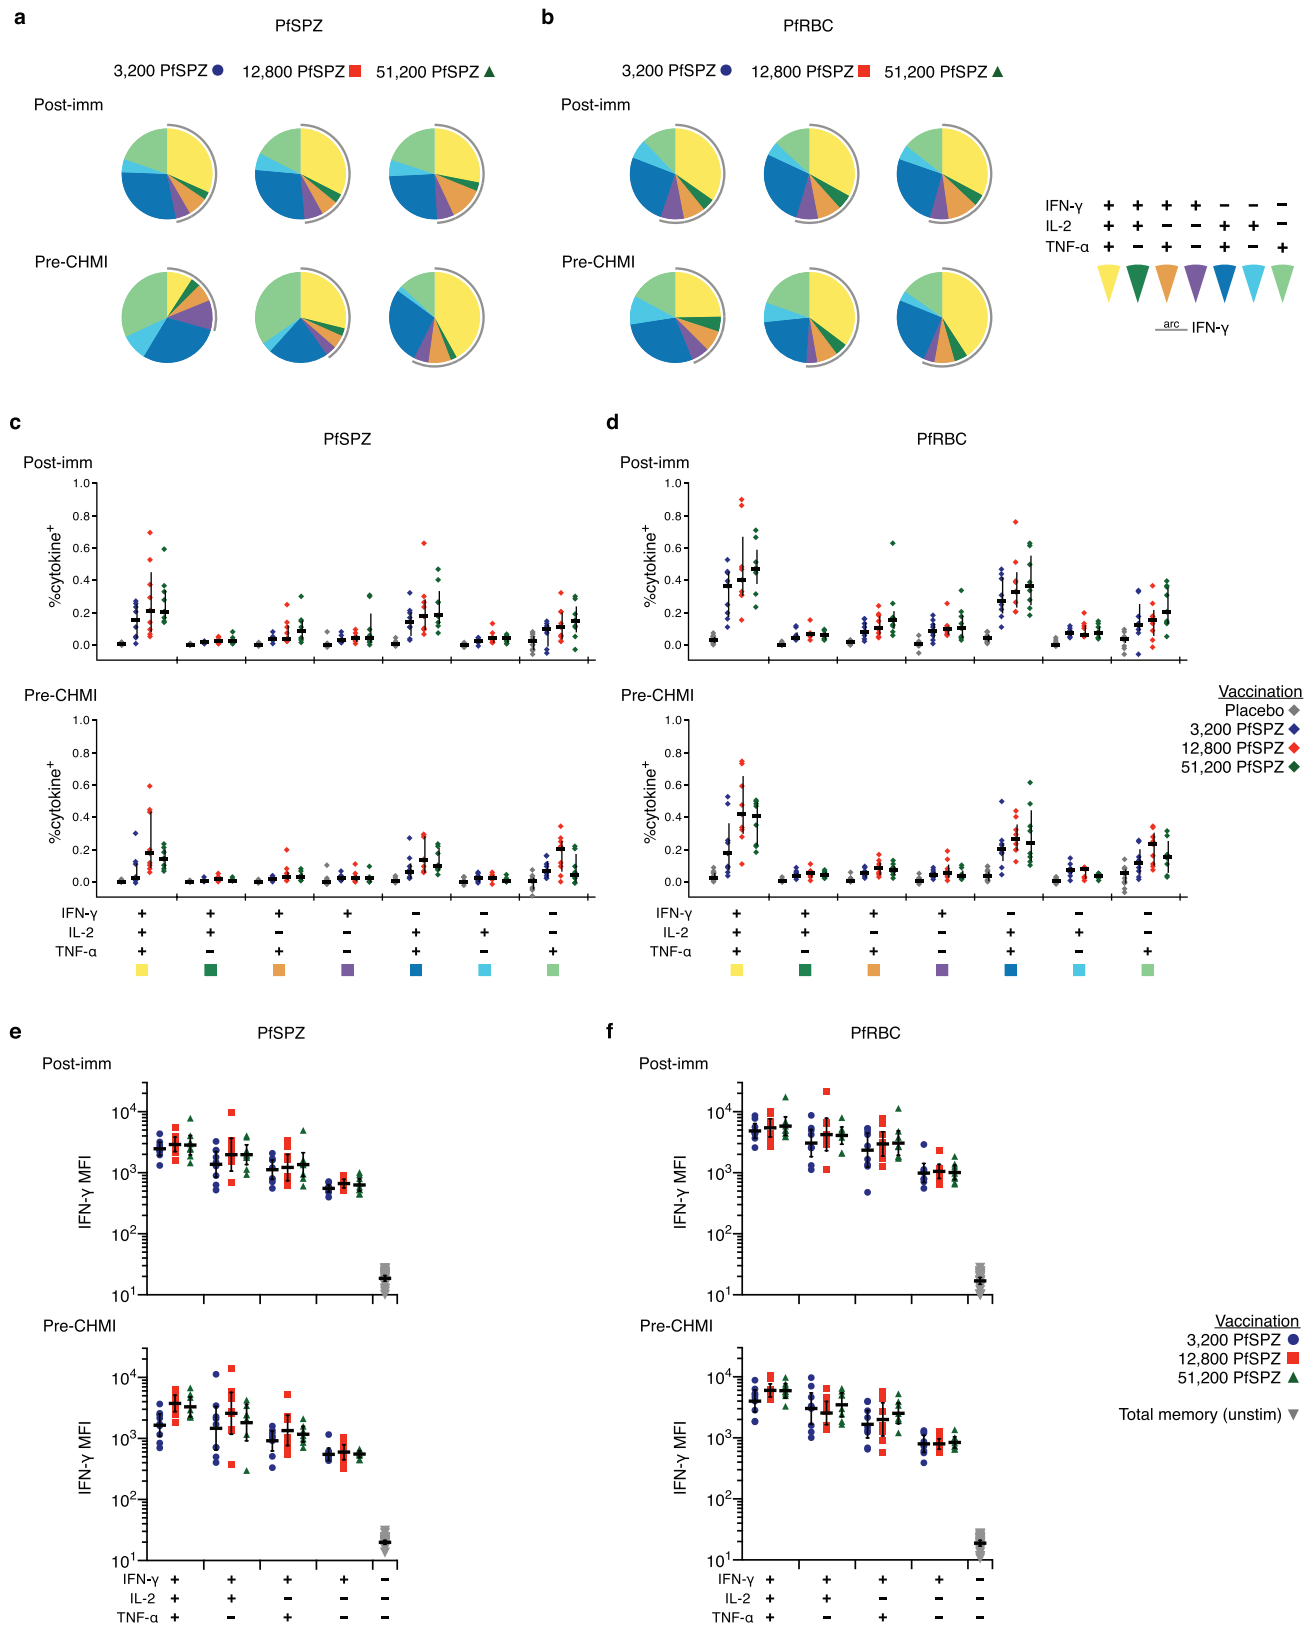 a
PfSPZ
3,200 PfSPZ
12,800 PfSPZ
51,200 PfSPZ
Post-imm
Pre-CHMI
b
PfRBC
3,200 PfSPZ
12,800 PfSPZ
51,200 PfSPZ
Post-imm
Pre-CHMI
IFN-γ + + + + – – –
IL-2 + + – – + + –
TNF-α + – + – + – +
arc IFN-γ
c
PfSPZ
Post-imm
%cytokine+
1.0
0.8
0.6
0.4
0.2
0.0
Pre-CHMI
%cytokine+
1.0
0.8
0.6
0.4
0.2
0.0
IFN-γ + + + + – – –
IL-2 + + – – + + –
TNF-α + – + – + – +
d
PfRBC
Post-imm
%cytokine+
1.0
0.8
0.6
0.4
0.2
0.0
Pre-CHMI
%cytokine+
1.0
0.8
0.6
0.4
0.2
0.0
IFN-γ + + + + – – –
IL-2 + + – – + + –
TNF-α + – + – + – +
Vaccination
Placebo
3,200 PfSPZ
12,800 PfSPZ
51,200 PfSPZ
e
PfSPZ
Post-imm
IFN-γ MFI
10⁴
10³
10²
10¹
Pre-CHMI
IFN-γ MFI
10⁴
10³
10²
10¹
IFN-γ + + + + –
IL-2 + + – – –
TNF-α + – + – –
f
PfRBC
Post-imm
IFN-γ MFI
10⁴
10³
10²
10¹
Pre-CHMI
IFN-γ MFI
10⁴
10³
10²
10¹
IFN-γ + + + + –
IL-2 + + – – –
TNF-α + – + – –
Vaccination
3,200 PfSPZ
12,800 PfSPZ
51,200 PfSPZ
Total memory (unstim)